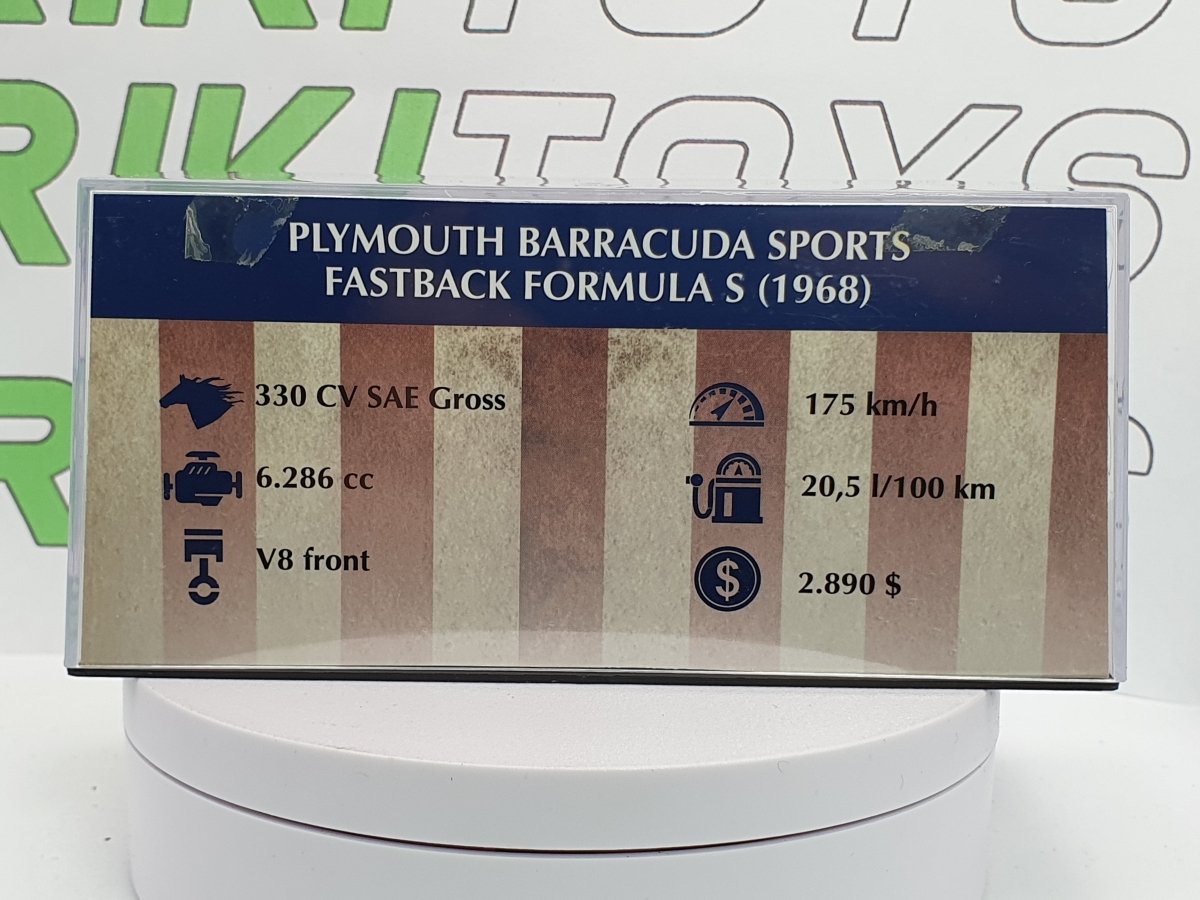 RIKITOYS
PLYMOUTH BARRACUDA SPORTS
FASTBACK FORMULA S (1968)
330 CV SAE Gross
6.286 cc
V8 front
175 km/h
20,5 l/100 km
$
2.890 $